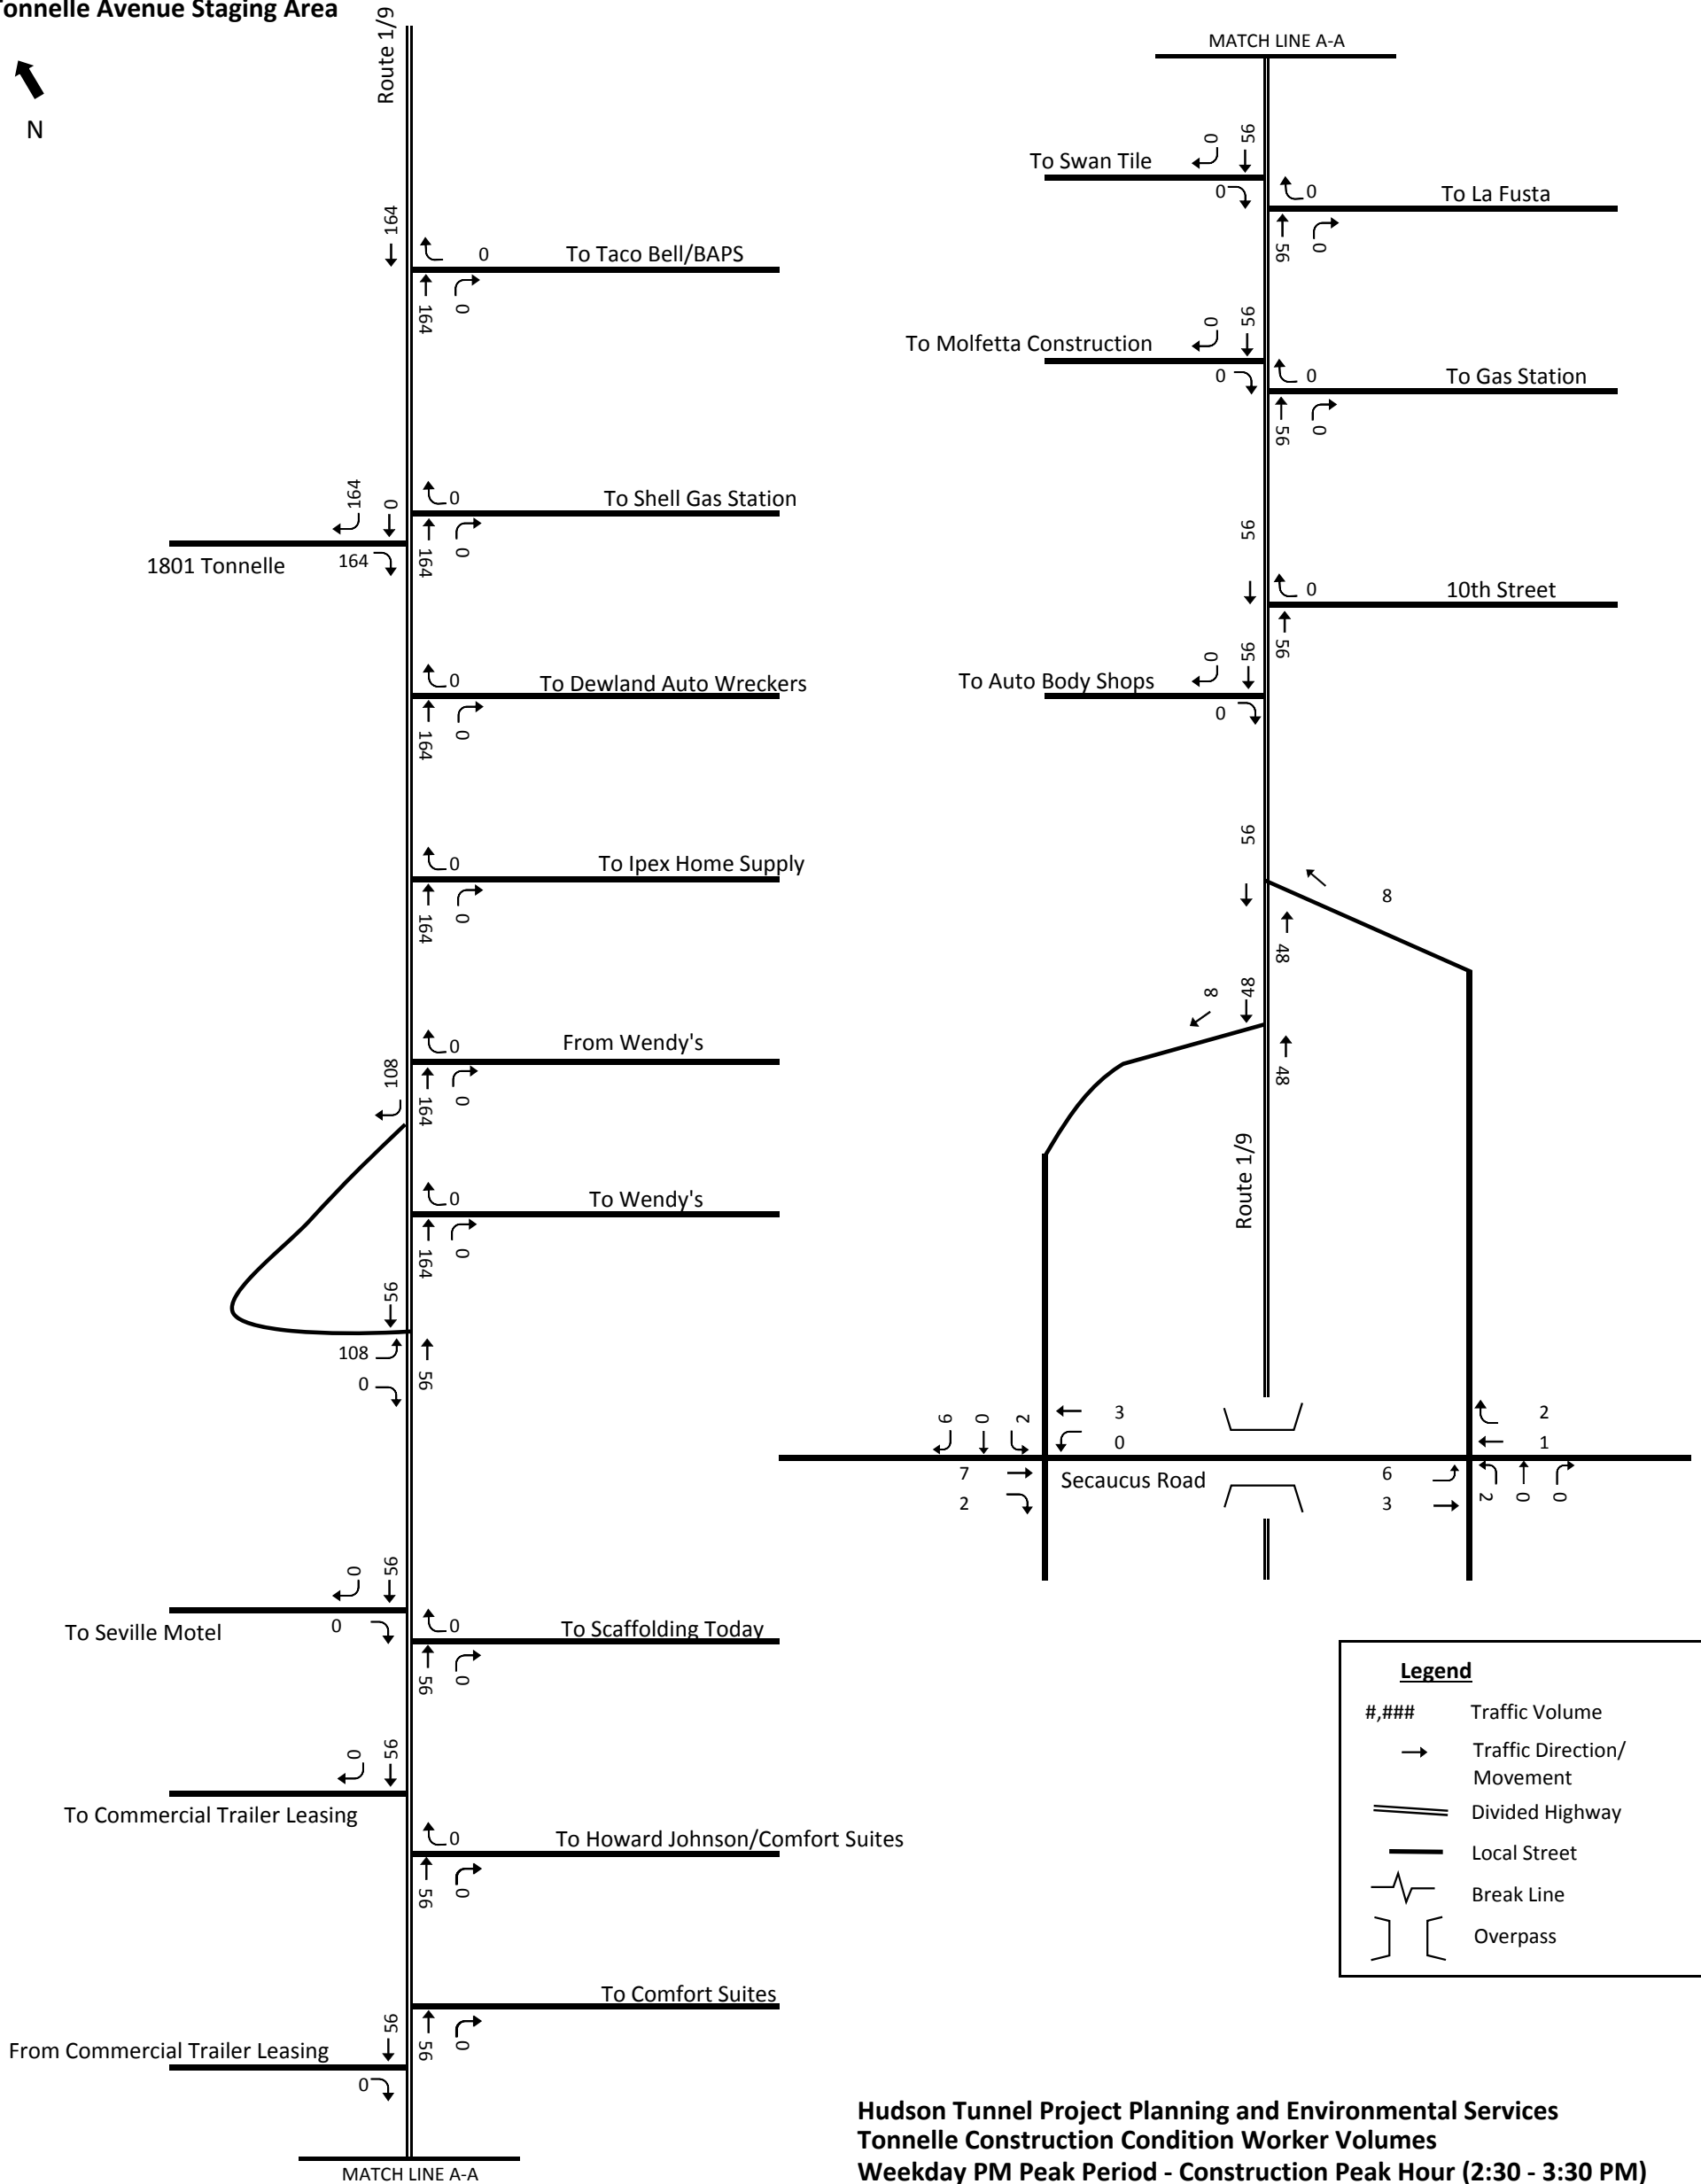 Tonnelle Avenue Staging Area
N
Route 1/9
164
0
To Taco Bell/BAPS
164
0
164
0
0
To Shell Gas Station
1801 Tonnelle
164
164
0
0
To Dewland Auto Wreckers
164
0
0
To Ipex Home Supply
164
0
108
0
From Wendy's
164
0
0
To Wendy's
164
0
56
108
0
56
0
56
To Seville Motel
0
0
To Scaffolding Today
56
0
0
56
To Commercial Trailer Leasing
0
To Howard Johnson/Comfort Suites
56
0
To Comfort Suites
56
56
0
From Commercial Trailer Leasing
0
MATCH LINE A-A
MATCH LINE A-A
0
56
To Swan Tile
0
0
To La Fusta
56
0
0
56
To Molfetta Construction
0
0
To Gas Station
56
0
56
0
10th Street
56
0
56
To Auto Body Shops
0
56
8
48
8
48
48
Route 1/9
6
0
2
3
0
7
2
Secaucus Road
2
1
6
3
2
0
0
Legend
#,###
Traffic Volume
Traffic Direction/
Movement
Divided Highway
Local Street
Break Line
Overpass
Hudson Tunnel Project Planning and Environmental Services
Tonnelle Construction Condition Worker Volumes
Weekday PM Peak Period - Construction Peak Hour (2:30 - 3:30 PM)